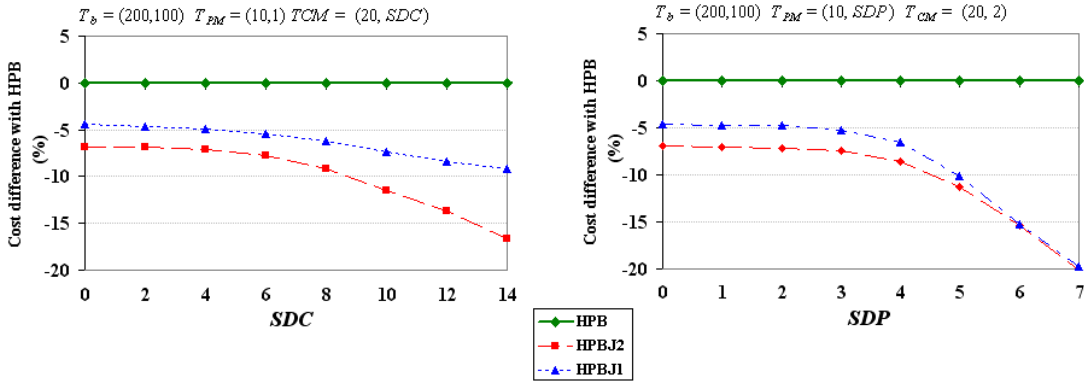 T_b = (200,100) T_PM = (10,1) TCM = (20, SDC)
Cost difference with HPB
(%)
5
0
-5
-10
-15
-20
0 2 4 6 8 10 12 14
SDC
T_b = (200,100) T_PM = (10, SDP) T_CM = (20, 2)
Cost difference with HPB
(%)
5
0
-5
-10
-15
-20
0 1 2 3 4 5 6 7
SDP
HPB
HPBJ2
HPBJ1